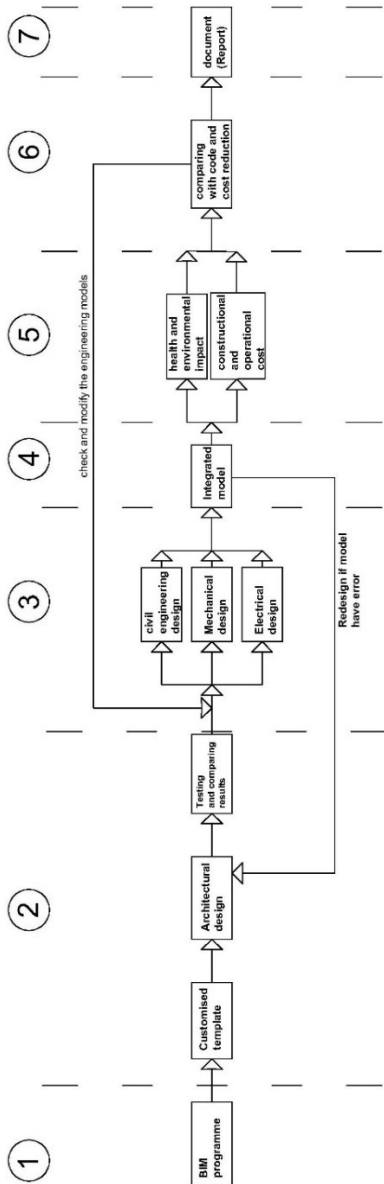 1
2
3
4
5
6
7
BIM
programme
Customised
template
Architectural
design
Testing
and comparing
results
civil
engineering
design
Mechanical
design
Electrical
design
Integrated
model
health and
environmental
impact
constructional
and
operational
cost
comparing
with code and
cost reduction
document
(Report)
check and modify the engineering models
Redesign if model
have error